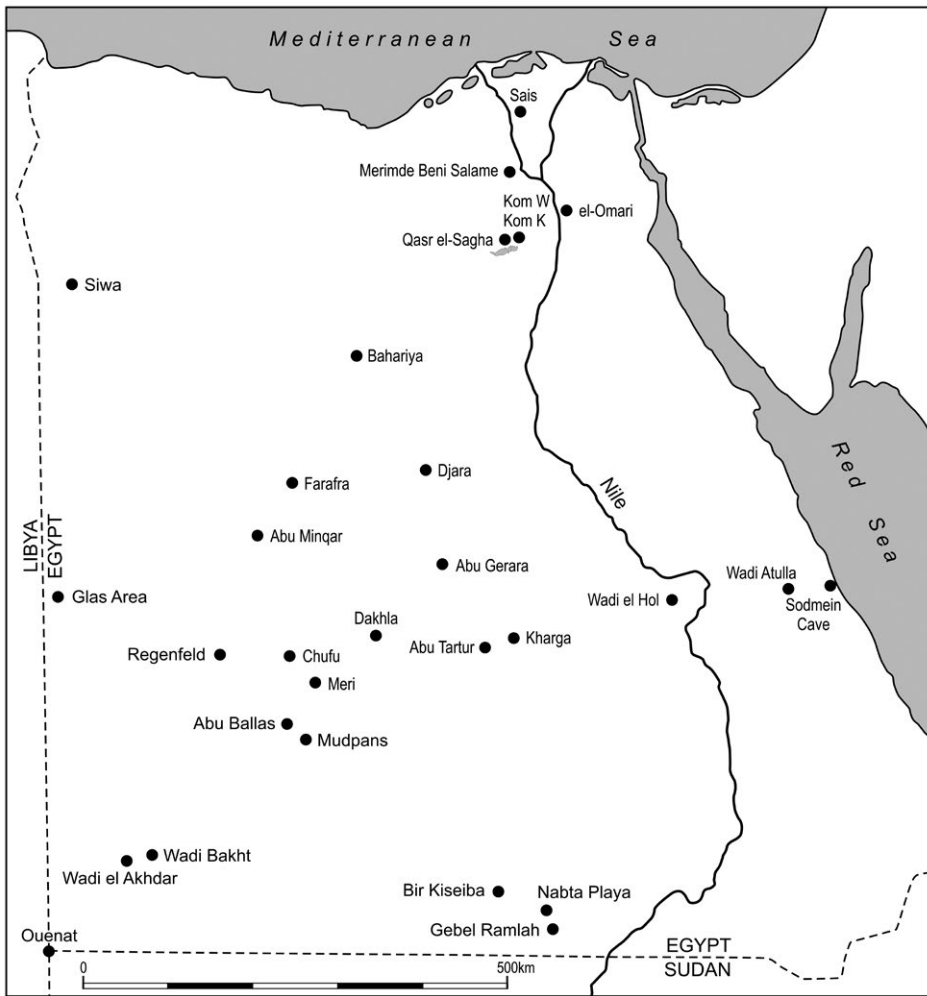 Mediterranean Sea
Sais
Merimde Beni Salame
Kom W
Kom K
el-Omari
Qasr el-Sagha
Siwa
Bahariya
Djara
Farafra
Nile
Red Sea
Abu Minqar
LIBYA
EGYPT
Abu Gerara
Wadi Atulla
Glas Area
Wadi el Hol
Sodmein
Cave
Dakhla
Kharga
Abu Tartur
Regenfeld
Chufu
Meri
Abu Ballas
Mudpans
Wadi Bakht
Wadi el Akhdar
Bir Kiseiba
Nabta Playa
Gebel Ramlah
Ouenat
EGYPT
SUDAN
0
500km